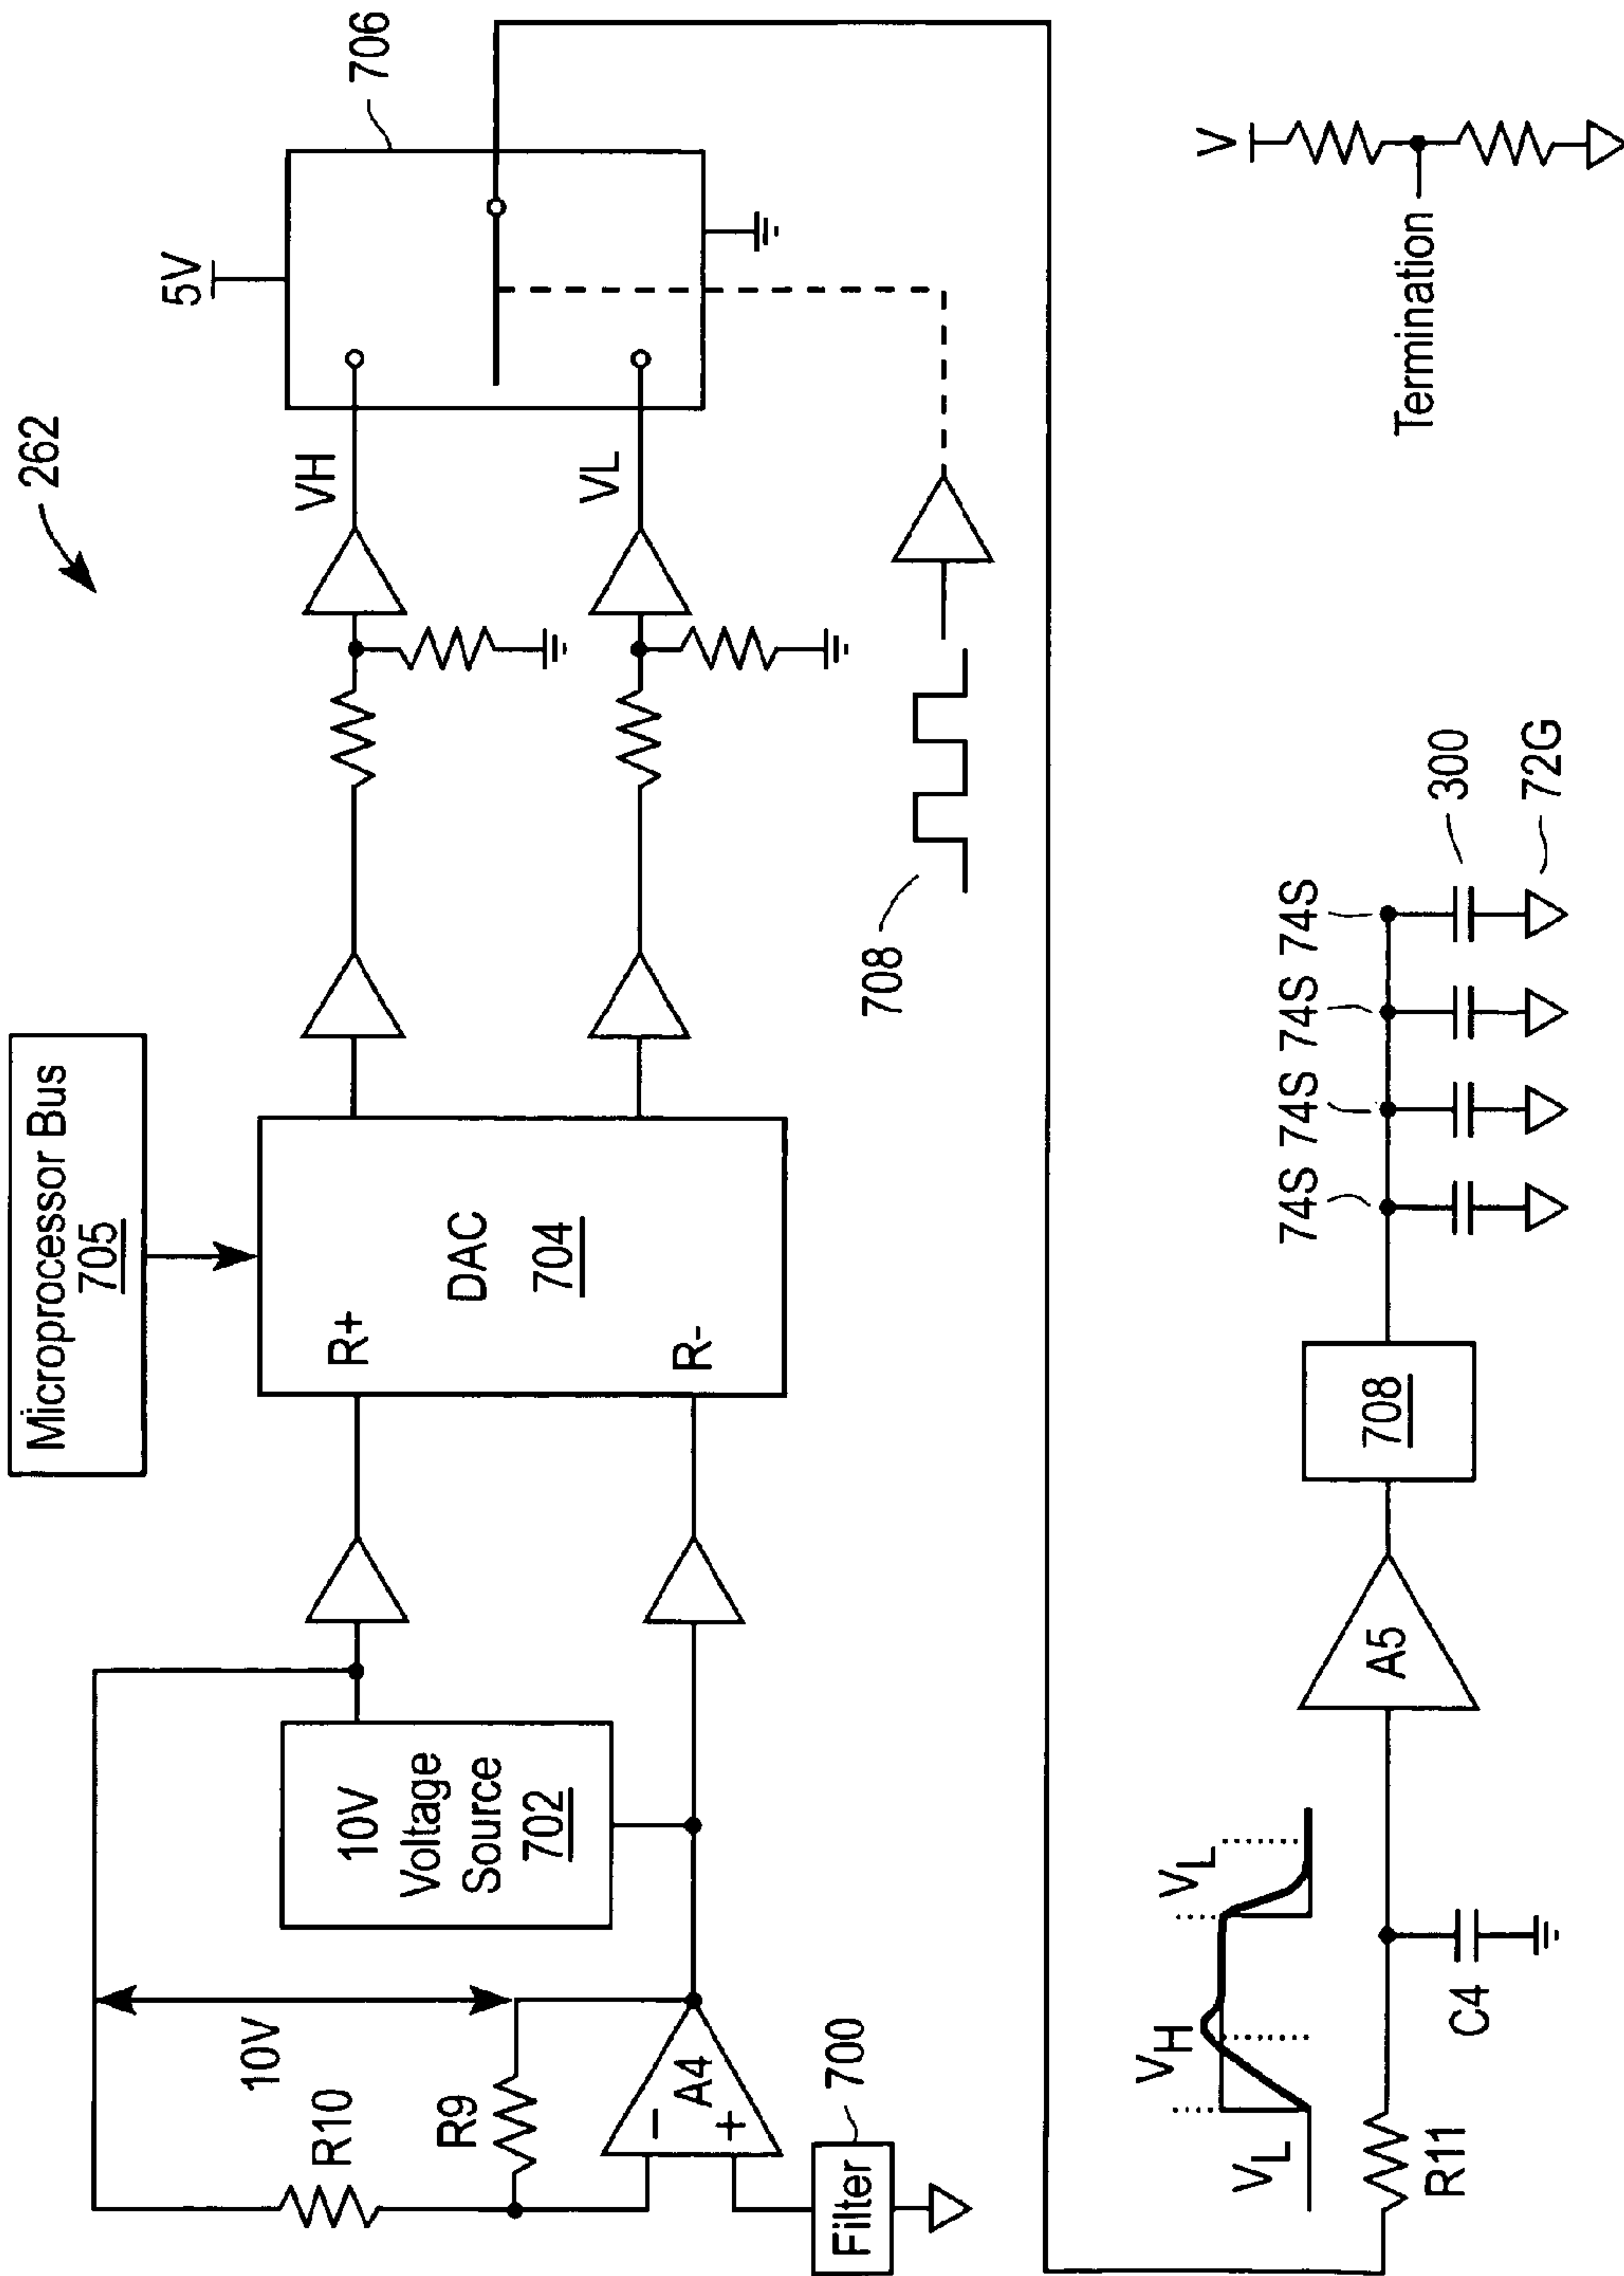 262
Microprocessor Bus
705
10V
R10
R9
A4
-
+
Filter
700
10V
Voltage
Source
702
R+
R-
DAC
704
VH
VL
5V
706
708
VL
VH
VL
R11
C4
A5
708
74S
74S
74S
74S
300
72G
Termination
V